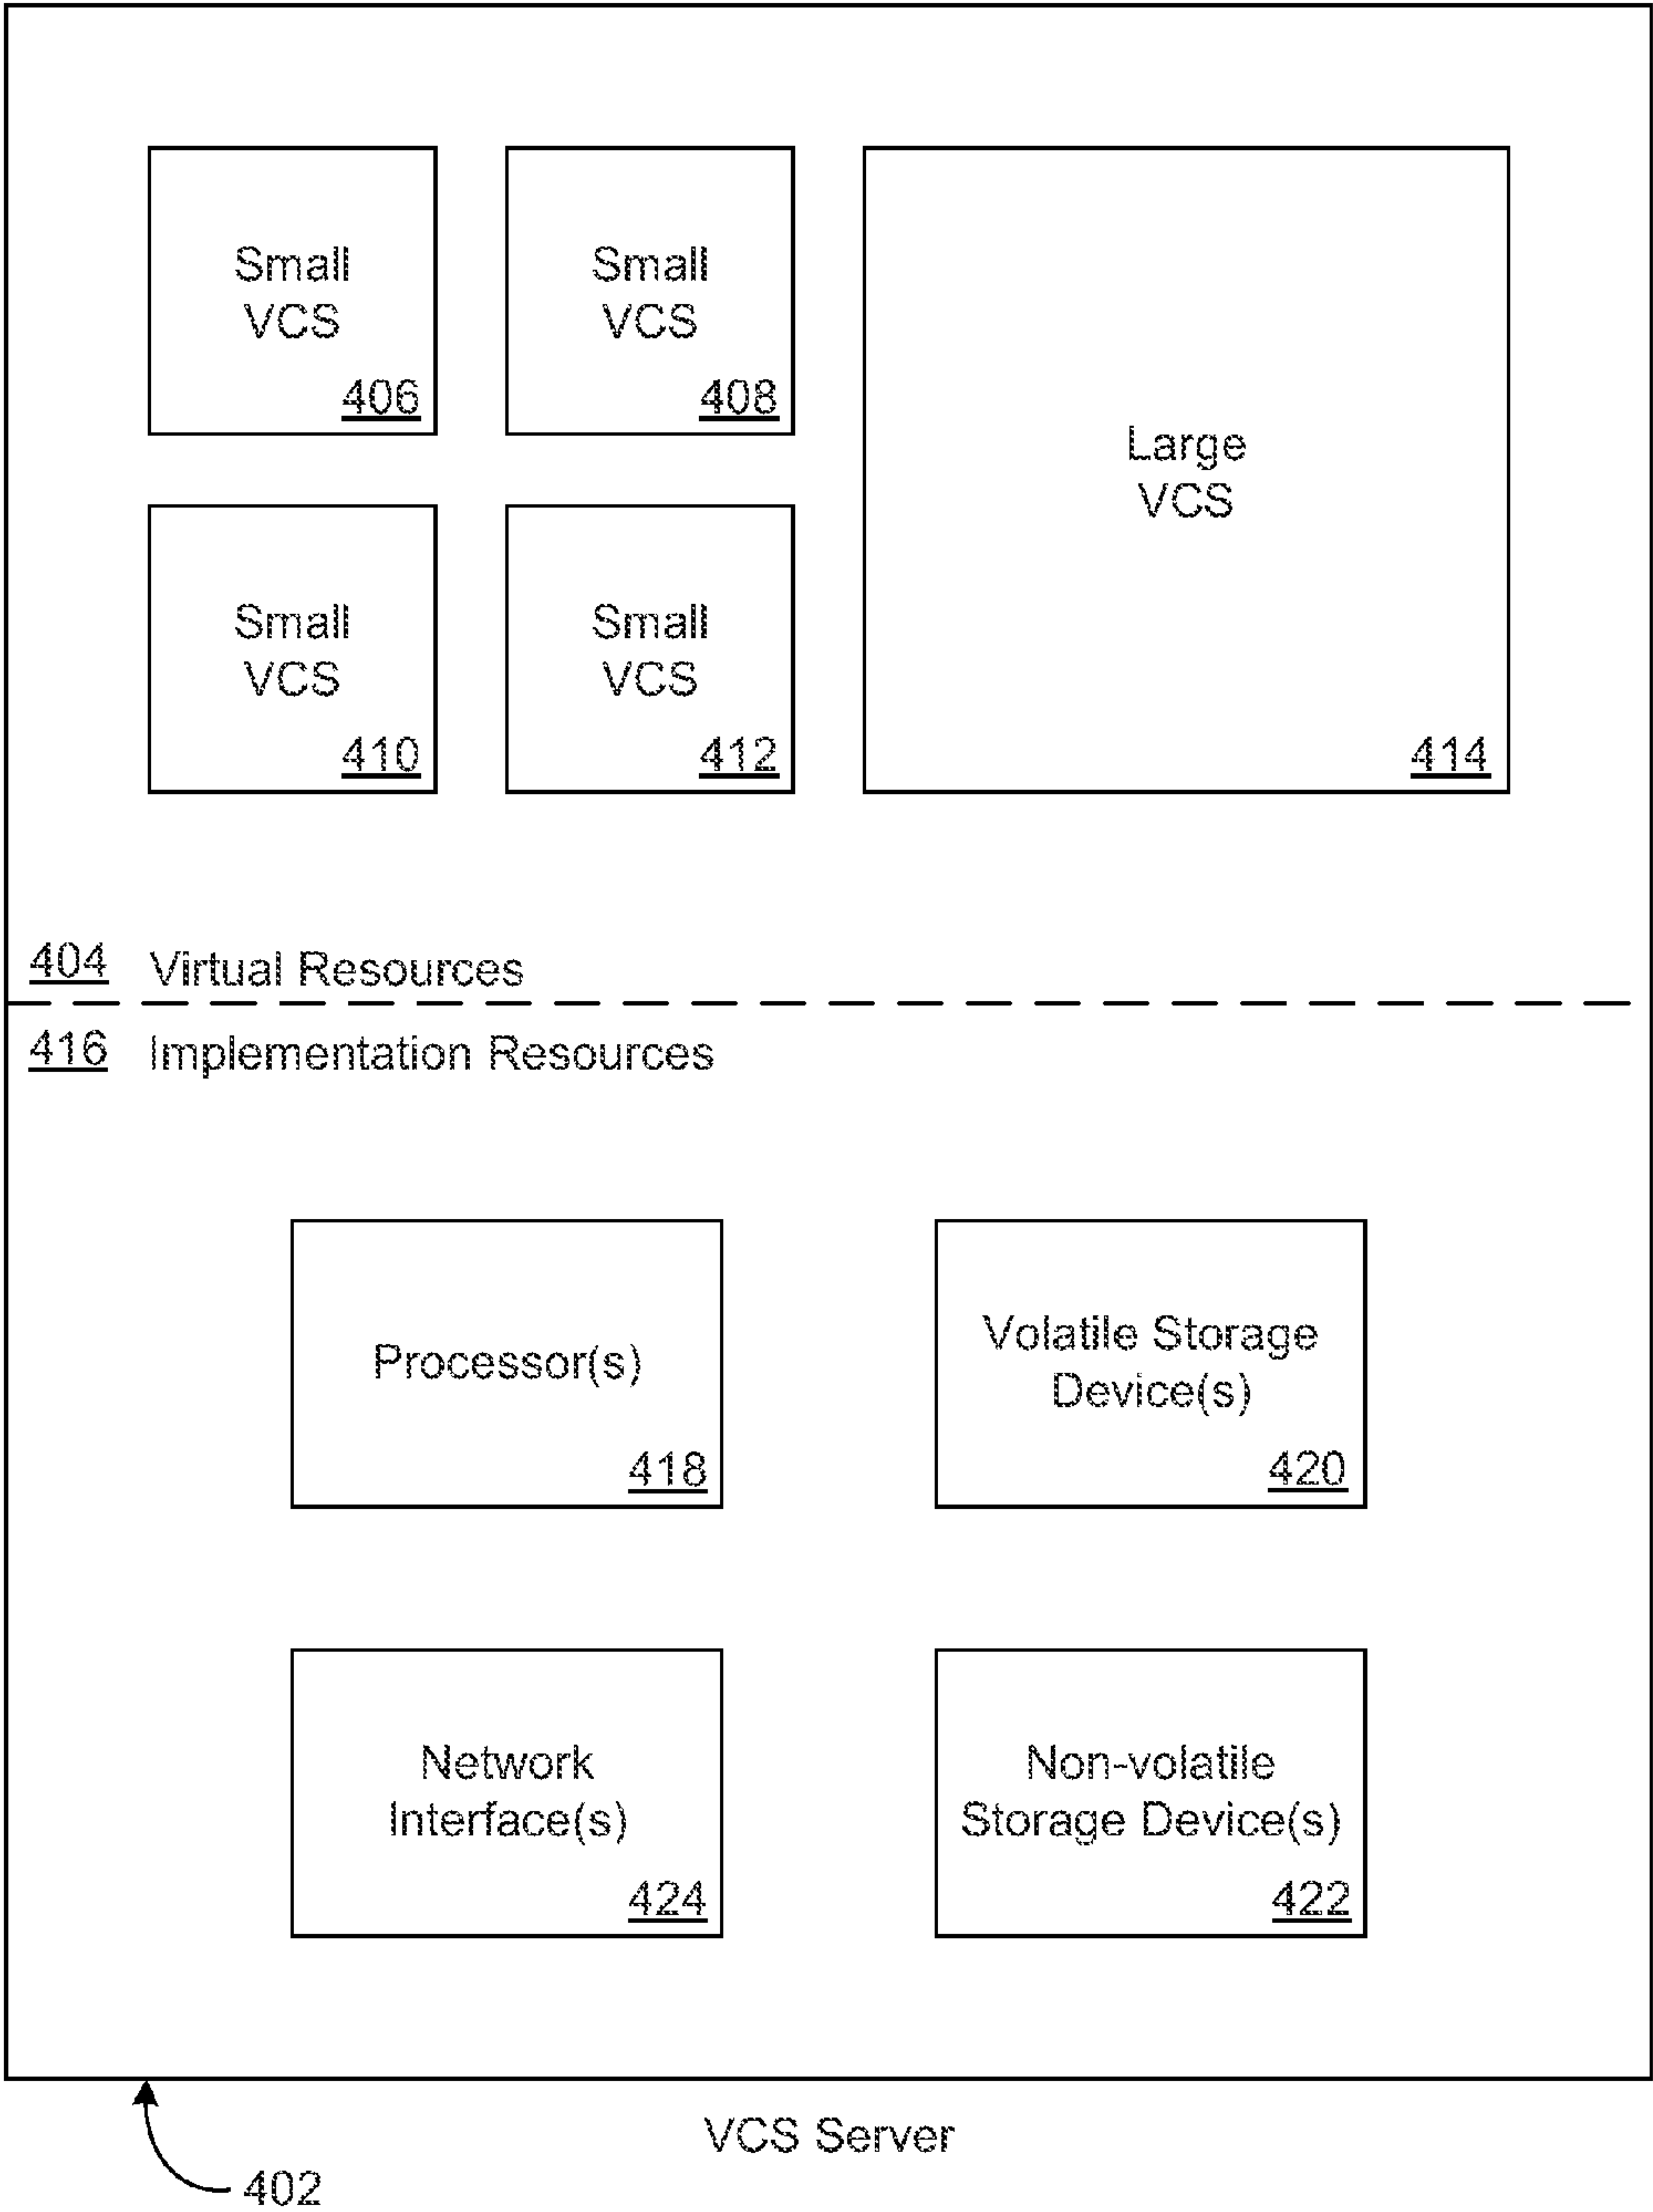 Small
VCS
406
Small
VCS
408
Large
VCS
414
Small
VCS
410
Small
VCS
412
404 Virtual Resources
416 Implementation Resources
Processor(s)
418
Volatile Storage
Device(s)
420
Network
Interface(s)
424
Non-volatile
Storage Device(s)
422
VCS Server
402